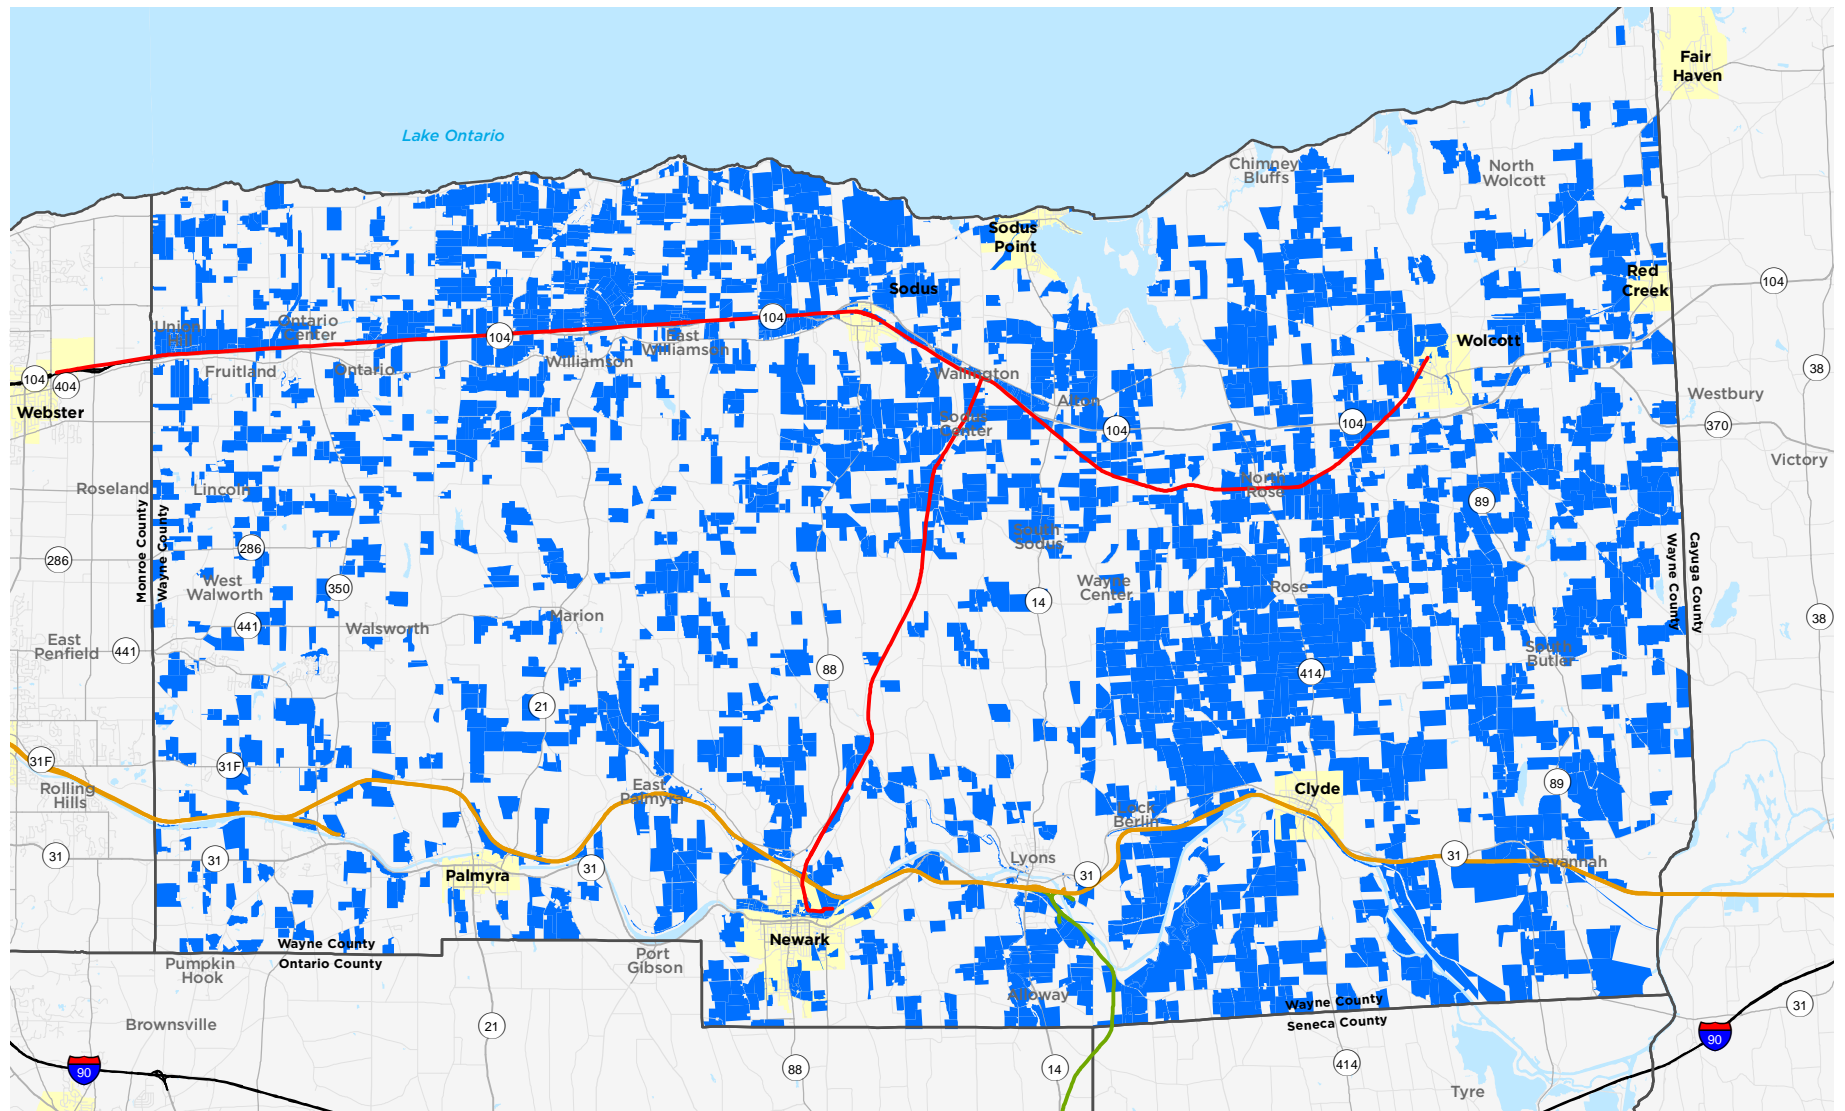 Fair
Haven
Lake Ontario
Chimney
Bluffs
North
Wolcott
Sodus
Point
Red
Creek
104
Sodus
104
Union
Hill
Ontario
Center
104
East
Williamson
Wolcott
Williamson
Fruitland
Ontario
Wallington
38
104
404
Webster
Alton
Westbury
Sodus
Center
104
104
370
Victory
Roseland
Lincoln
North
Rose
89
Monroe County
Wayne County
South
Sodus
Cayuga County
Wayne County
286
286
West
Walworth
350
Wayne
Center
Rose
14
Marion
38
441
Walsworth
East
Penfield
441
South
Butler
88
414
21
31F
31F
Rolling
Hills
East
Palmyra
Clyde
89
Lock
Berlin
31
31
31
Lyons
31
31
Savannah
Palmyra
Newark
Wayne County
Ontario County
Pumpkin
Hook
Port
Gibson
Alloway
Wayne County
Seneca County
31
Brownsville
21
90
90
88
14
414
Tyre